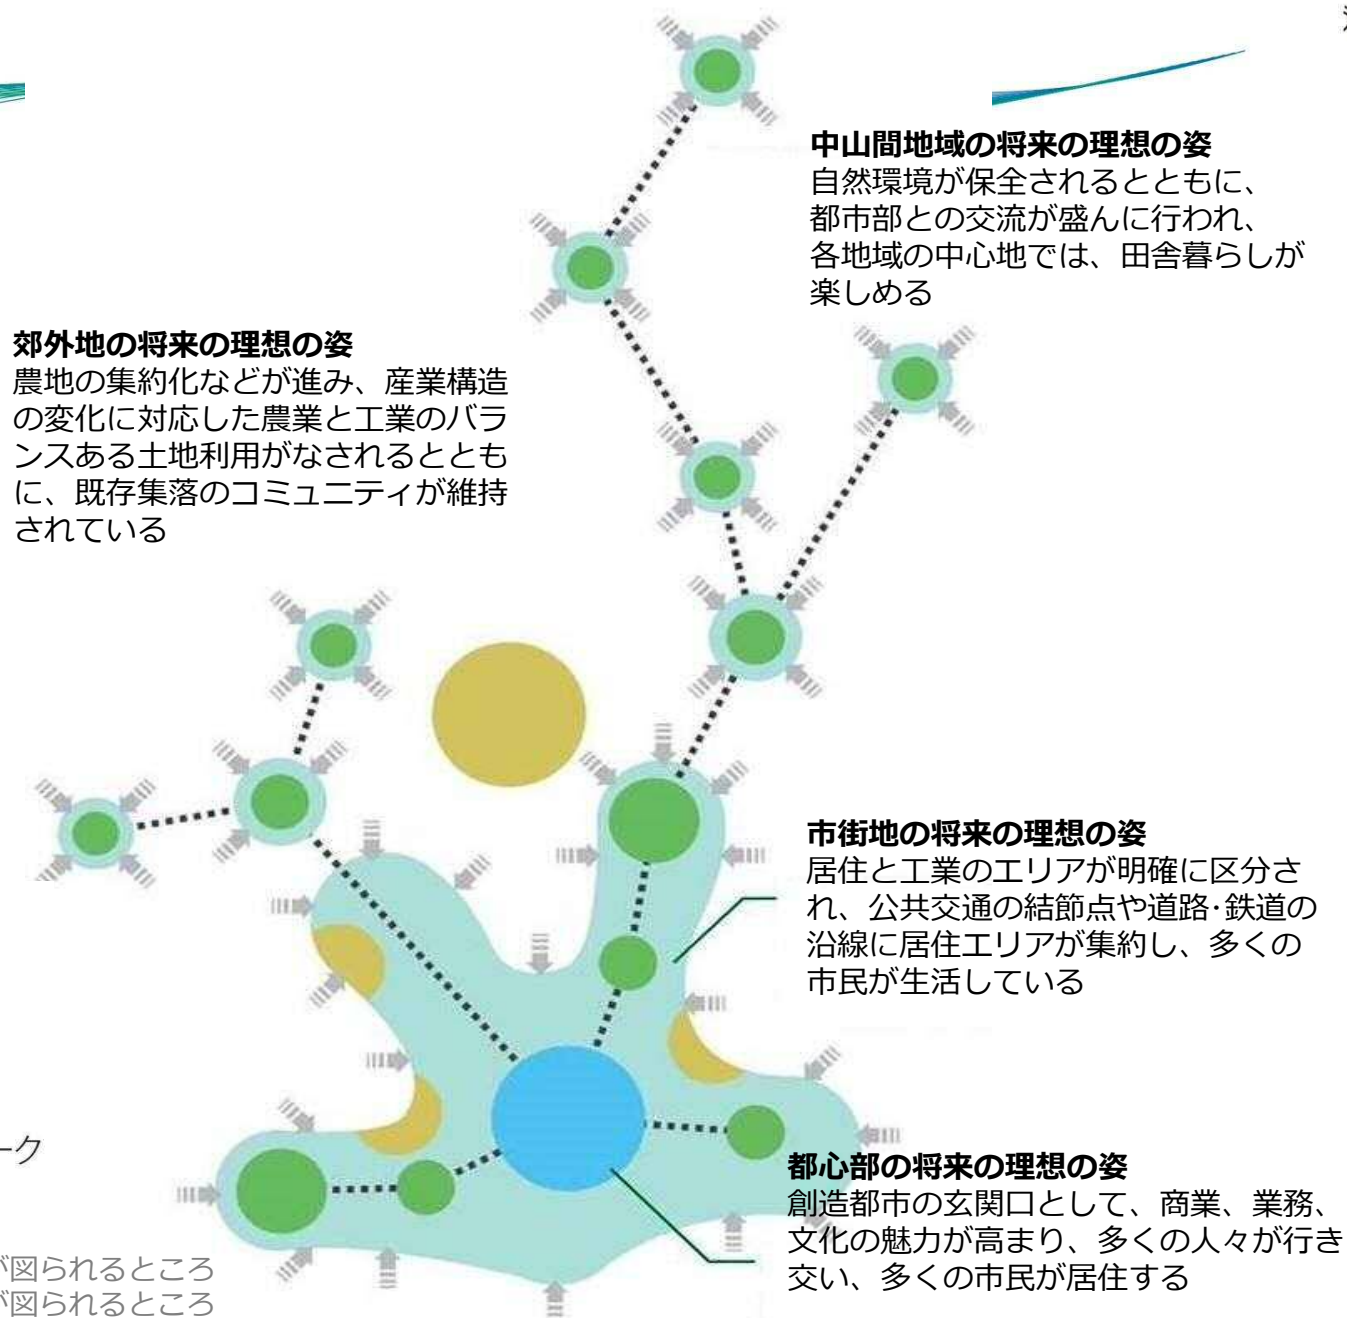 中山間地域の将来の理想の姿
自然環境が保全されるとともに、
都市部との交流が盛んに行われ、
各地域の中心地では、田舎暮らしが
楽しめる
郊外地の将来の理想の姿
農地の集約化などが進み、産業構造
の変化に対応した農業と工業のバラ
ンスある土地利用がなされるととも
に、既存集落のコミュニティが維持
されている
市街地の将来の理想の姿
居住と工業のエリアが明確に区分さ
れ、公共交通の結節点や道路・鉄道の
沿線に居住エリアが集約し、多くの
市民が生活している
ーク
都心部の将来の理想の姿
創造都市の玄関口として、商業、業務、
文化の魅力が高まり、多くの人々が行き
交い、多くの市民が居住する
が図られるところ
が図られるところ